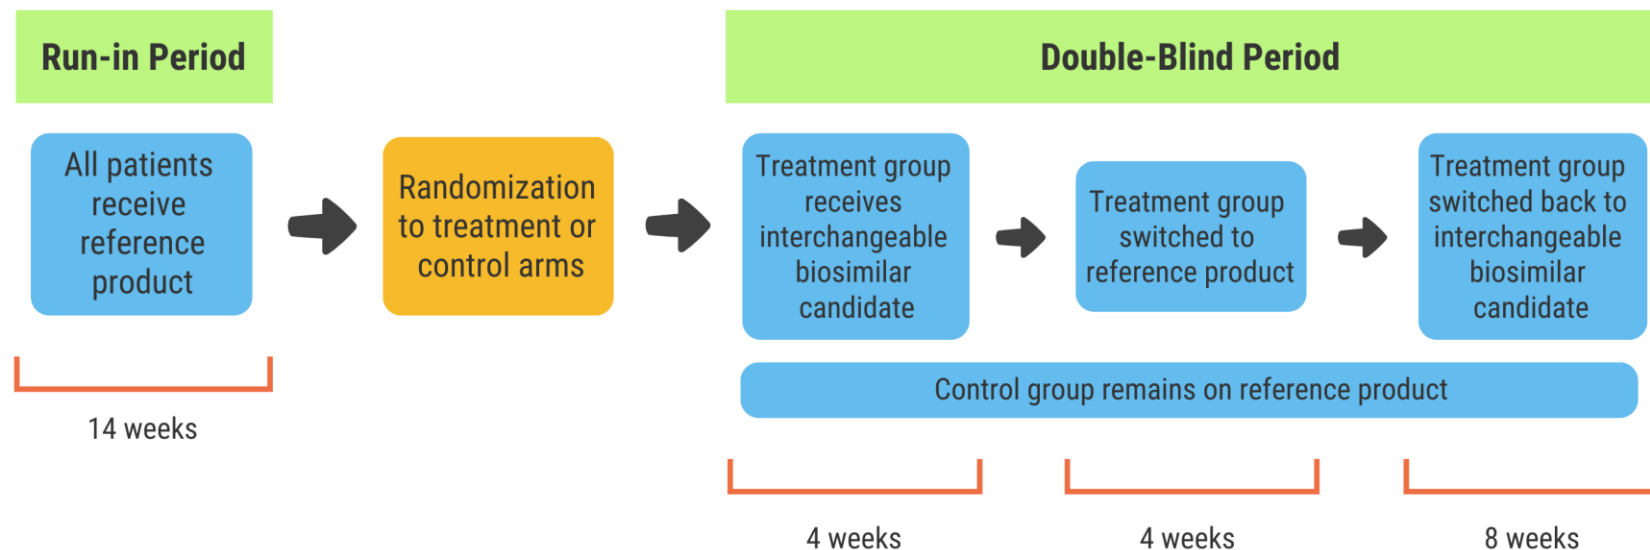 Run-in Period
Double-Blind Period
All patients
receive
reference
product
Randomization
to treatment or
control arms
Treatment group
receives
interchangeable
biosimilar
candidate
Treatment group
switched to
reference product
Treatment group
switched back to
interchangeable
biosimilar
candidate
Control group remains on reference product
14 weeks
4 weeks
4 weeks
8 weeks